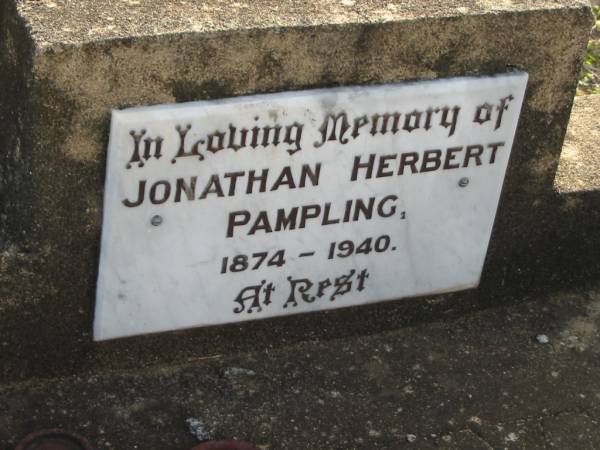 In Loving Memory of
JONATHAN HERBERT
PAMPLING,
1874 - 1940.
At Rest